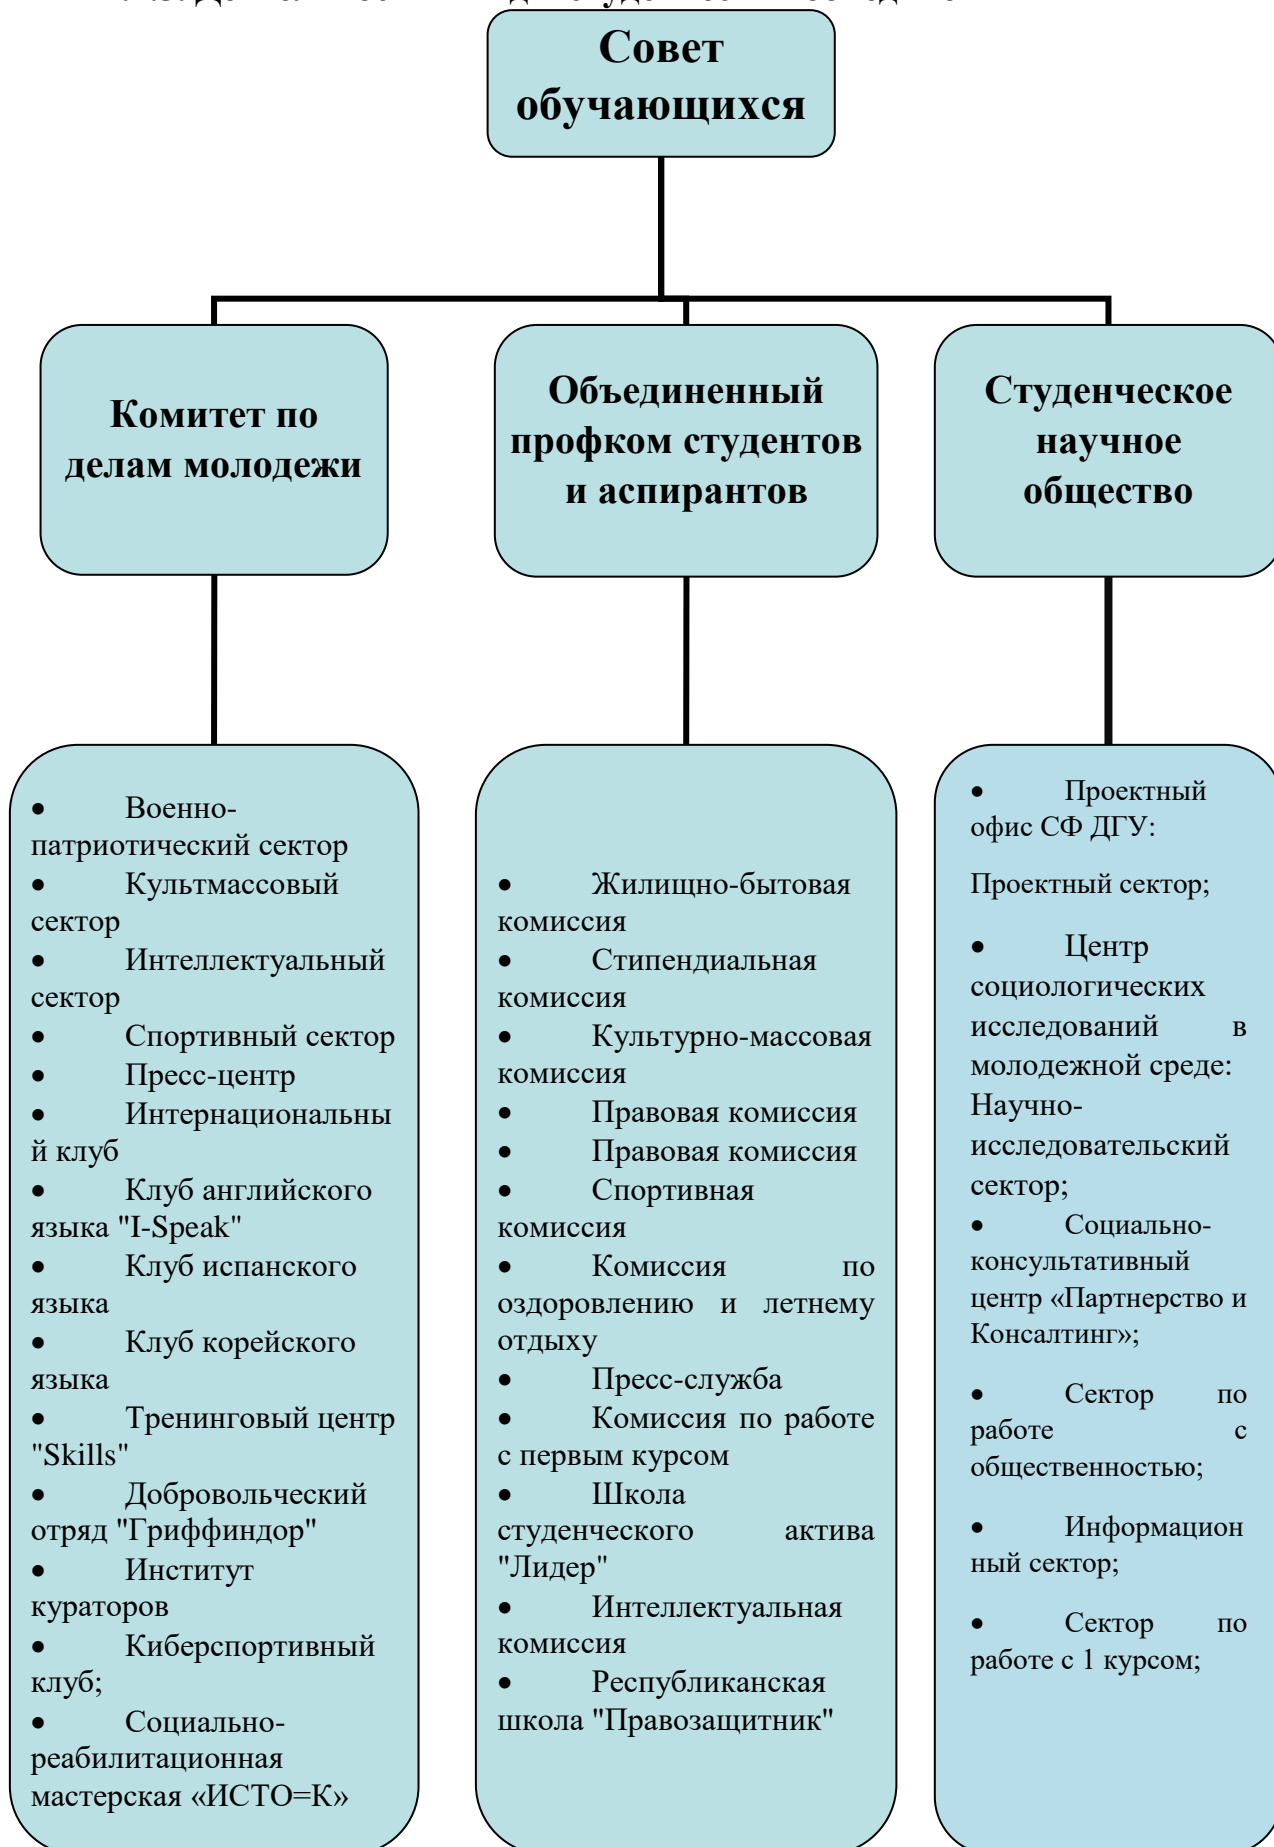 Совет
обучающихся
Комитет по
делам молодежи
Объединенный
профком студентов
и аспирантов
Студенческое
научное
общество
• Военно-
патриотический сектор
• Культмассовый
сектор
• Интеллектуальный
сектор
• Спортивный сектор
• Пресс-центр
• Интернациональны
й клуб
• Клуб английского
языка "I-Speak"
• Клуб испанского
языка
• Клуб корейского
языка
• Тренинговый центр
"Skills"
• Добровольческий
отряд "Гриффиндор"
• Институт
кураторов
• Киберспортивный
клуб;
• Социально-
реабилитационная
мастерская «ИСТО=К»
• Жилищно-бытовая
комиссия
• Стипендиальная
комиссия
• Культурно-массовая
комиссия
• Правовая комиссия
• Правовая комиссия
• Спортивная
комиссия
• Комиссия по
оздоровлению и летнему
отдыху
• Пресс-служба
• Комиссия по работе
с первым курсом
• Школа
студенческого актива
"Лидер"
• Интеллектуальная
комиссия
• Республиканская
школа "Правозащитник"
• Проектный
офис СФ ДГУ:
Проектный сектор;
• Центр
социологических
исследований в
молодежной среде:
Научно-
исследовательский
сектор;
• Социально-
консультативный
центр «Партнерство и
Консалтинг»;
• Сектор по
работе с
общественностью;
• Информацион
ный сектор;
• Сектор по
работе с 1 курсом;